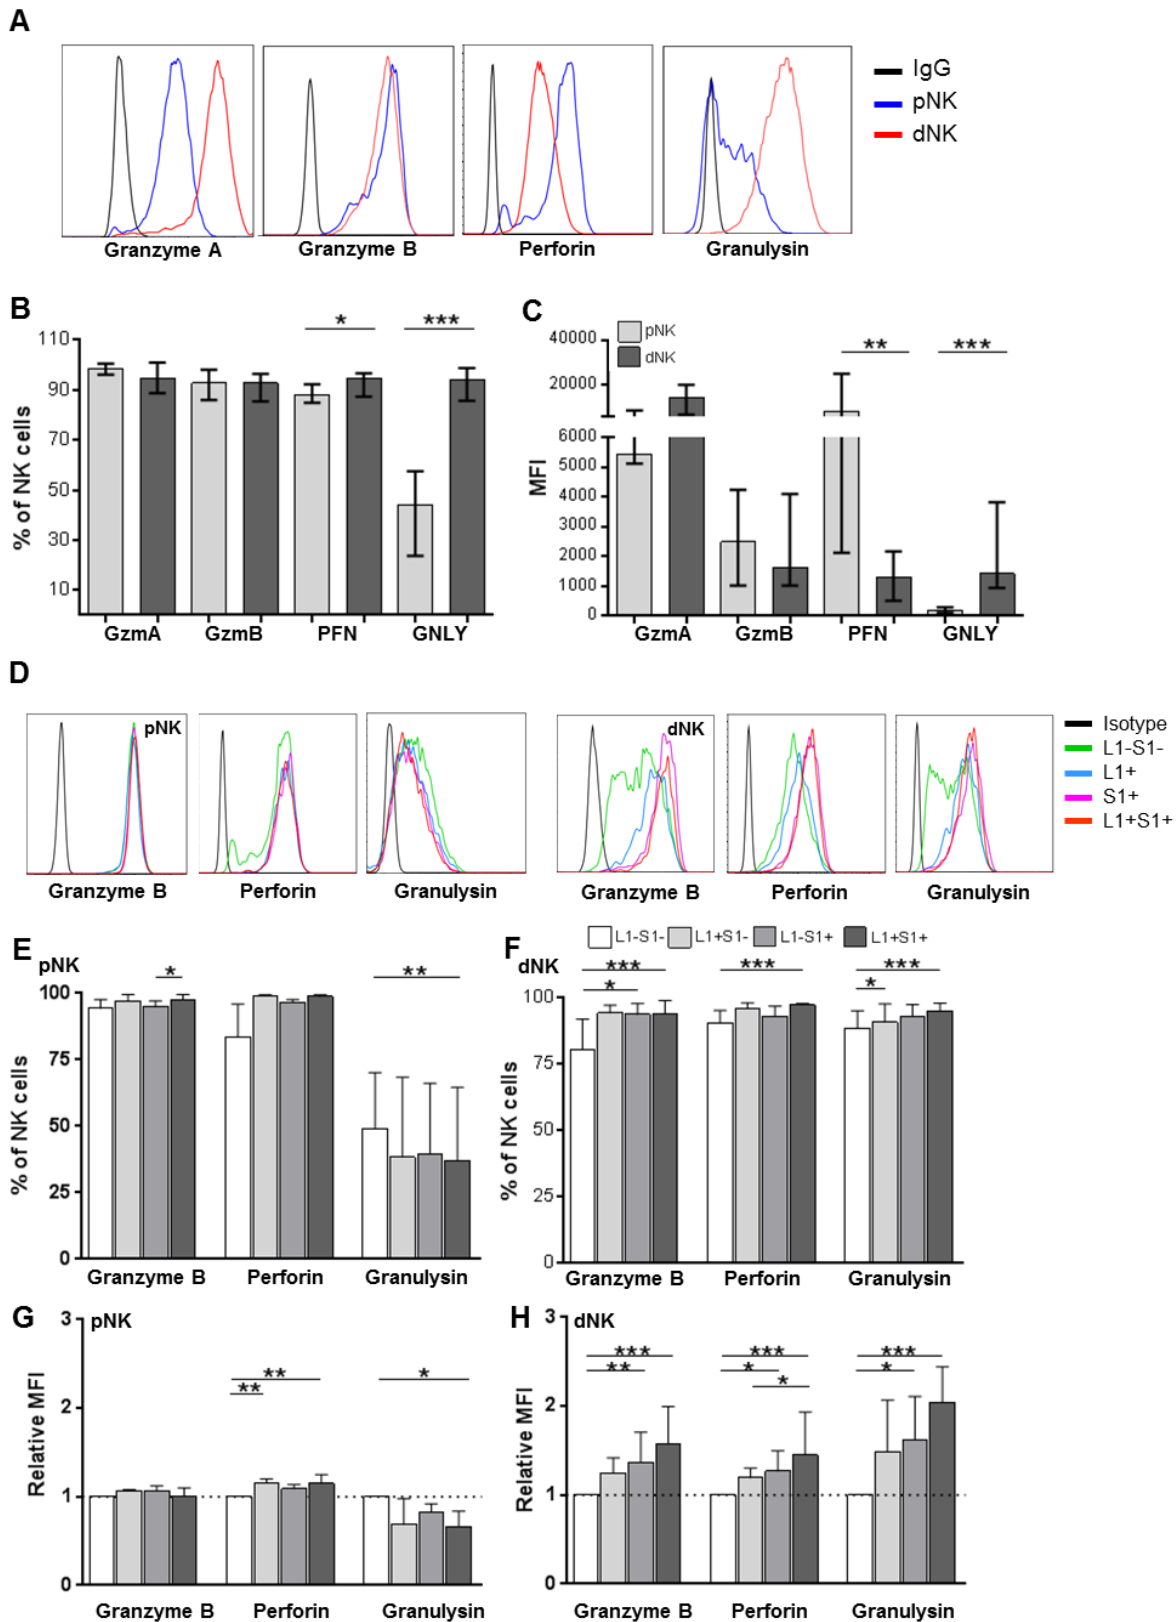 A
IgG
pNK
dNK
Granzyme A
Granzyme B
Perforin
Granulysin
B
110
90
70
50
30
10
% of NK cells
*
***
GzmA
GzmB
PFN
GNLY
C
pNK
dNK
40000
20000
6000
5000
4000
3000
2000
1000
0
MFI
**
***
GzmA
GzmB
PFN
GNLY
D
pNK
Granzyme B
Perforin
Granulysin
dNK
Granzyme B
Perforin
Granulysin
Isotype
L1-S1-
L1+
S1+
L1+S1+
L1-S1-
L1+S1-
L1-S1+
L1+S1+
E
pNK
100
75
50
25
0
% of NK cells
*
**
Granzyme B
Perforin
Granulysin
F
dNK
100
75
50
25
0
% of NK cells
***
*
***
***
*
Granzyme B
Perforin
Granulysin
G
pNK
3
2
1
0
Relative MFI
**
**
*
Granzyme B
Perforin
Granulysin
H
dNK
3
2
1
0
Relative MFI
***
**
***
*
*
***
*
Granzyme B
Perforin
Granulysin